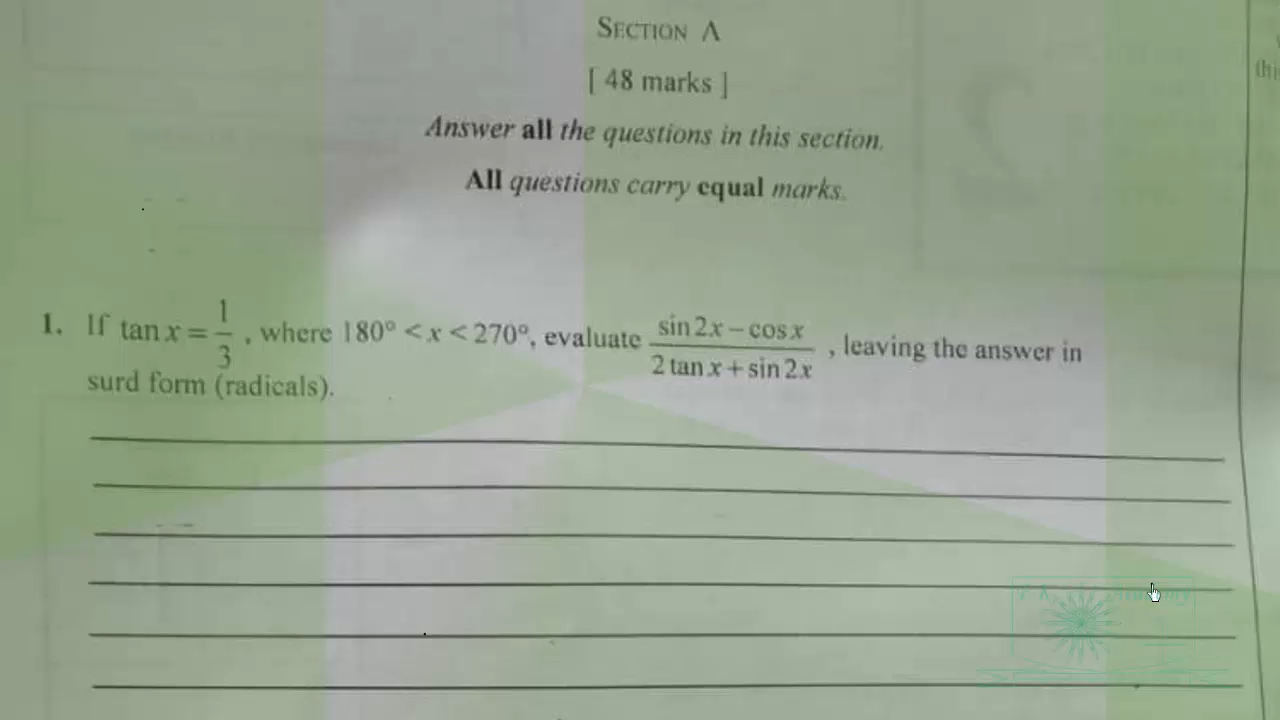 SECTION A
[ 48 marks ]
Answer all the questions in this section.
All questions carry equal marks.
1. If tan x = 1/3 , where 180° < x < 270°, evaluate (sin 2x − cos x)/(2 tan x + sin 2x) , leaving the answer in
surd form (radicals).
Academy